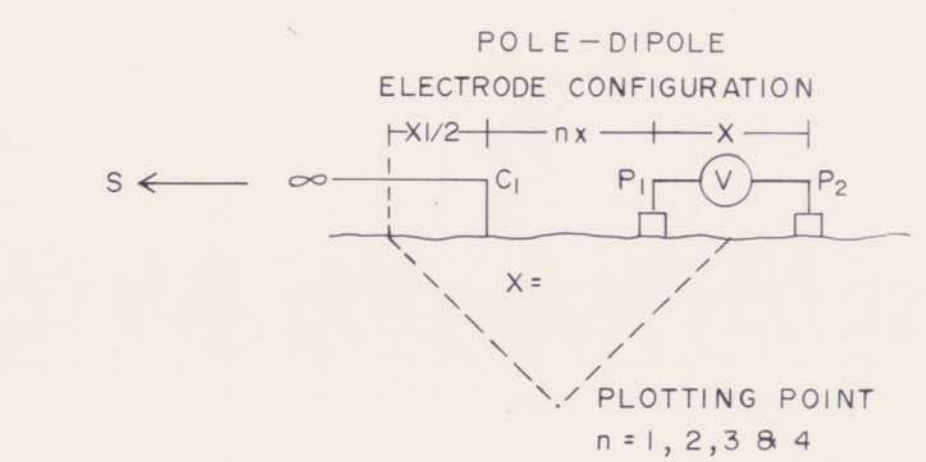 POLE-DIPOLE
ELECTRODE CONFIGURATION
X1/2 nx X
S ∞ C1 P1 V P2
X =
PLOTTING POINT
n = 1, 2, 3 & 4